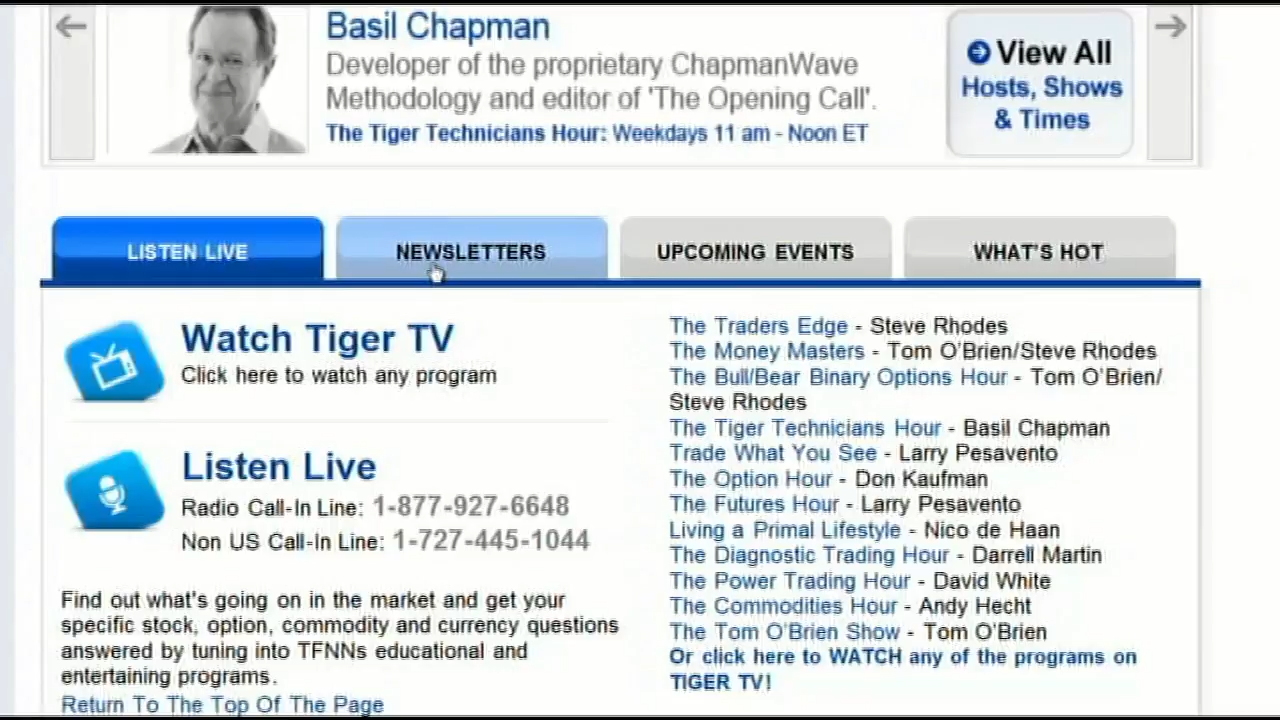 Basil Chapman
Developer of the proprietary ChapmanWave
Methodology and editor of 'The Opening Call'.
The Tiger Technicians Hour: Weekdays 11 am - Noon ET
View All
Hosts, Shows
& Times
LISTEN LIVE
NEWSLETTERS
UPCOMING EVENTS
WHAT'S HOT
Watch Tiger TV
Click here to watch any program
Listen Live
Radio Call-In Line: 1-877-927-6648
Non US Call-In Line: 1-727-445-1044
Find out what's going on in the market and get your
specific stock, option, commodity and currency questions
answered by tuning into TFNNs educational and
entertaining programs.
Return To The Top Of The Page
The Traders Edge - Steve Rhodes
The Money Masters - Tom O'Brien/Steve Rhodes
The Bull/Bear Binary Options Hour - Tom O'Brien/
Steve Rhodes
The Tiger Technicians Hour - Basil Chapman
Trade What You See - Larry Pesavento
The Option Hour - Don Kaufman
The Futures Hour - Larry Pesavento
Living a Primal Lifestyle - Nico de Haan
The Diagnostic Trading Hour - Darrell Martin
The Power Trading Hour - David White
The Commodities Hour - Andy Hecht
The Tom O'Brien Show - Tom O'Brien
Or click here to WATCH any of the programs on
TIGER TV!